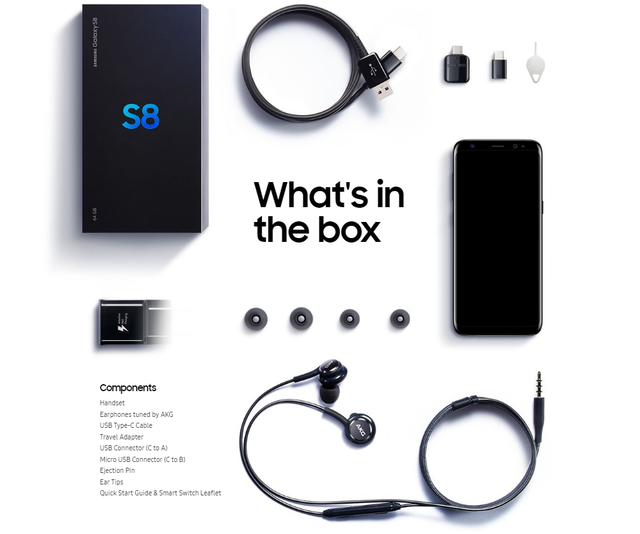 SAMSUNG Galaxy S8
S8
64 GB
What's in
the box
AKG
Components
Handset
Earphones tuned by AKG
USB Type-C Cable
Travel Adapter
USB Connector (C to A)
Micro USB Connector (C to B)
Ejection Pin
Ear Tips
Quick Start Guide & Smart Switch Leaflet